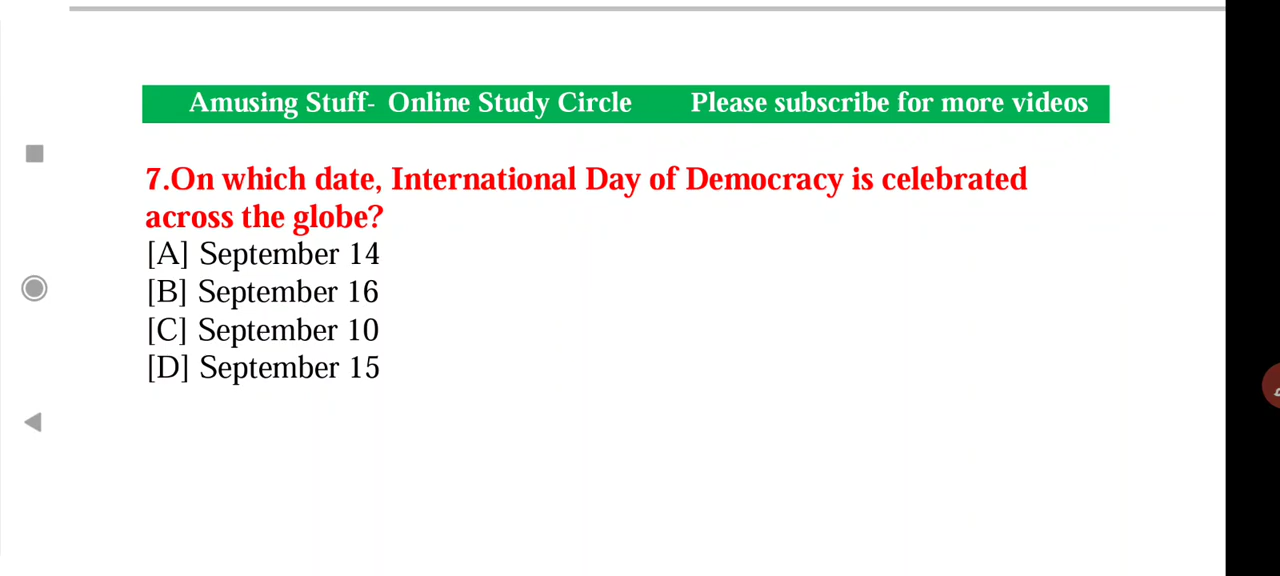 Amusing Stuff- Online Study Circle Please subscribe for more videos
7.On which date, International Day of Democracy is celebrated
across the globe?
[A] September 14
[B] September 16
[C] September 10
[D] September 15